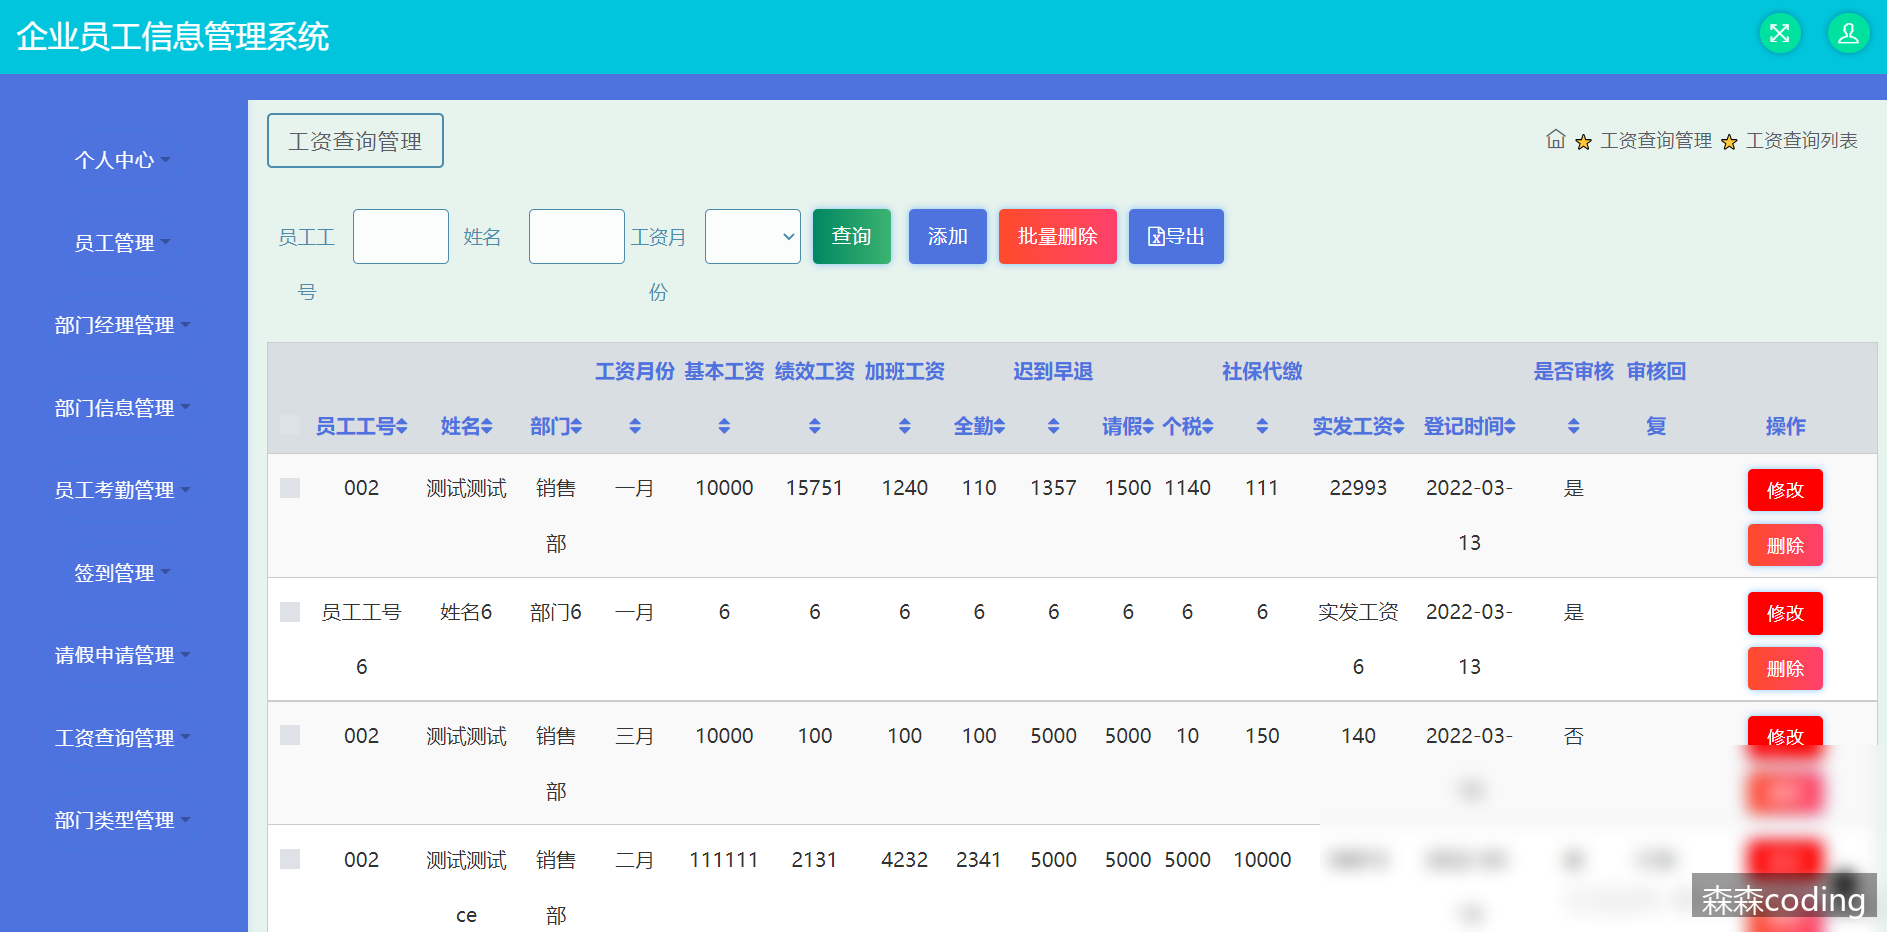 企业员工信息管理系统
个人中心
员工管理
部门经理管理
部门信息管理
员工考勤管理
签到管理
请假申请管理
工资查询管理
部门类型管理
工资查询管理
工资查询管理 工资查询列表
员工工号 姓名 工资月份 查询 添加 批量删除 导出
员工工号 姓名 部门 工资月份 基本工资 绩效工资 加班工资 全勤 迟到早退 请假 个税 社保代缴 实发工资 登记时间 是否审核 审核回复 操作
002 测试测试 销售部 一月 10000 15751 1240 110 1357 1500 1140 111 22993 2022-03-13 是 修改 删除
员工工号6 姓名6 部门6 一月 6 6 6 6 6 6 6 6 实发工资6 2022-03-13 是 修改 删除
002 测试测试 销售部 三月 10000 100 100 100 5000 5000 10 150 140 2022-03- 否 修改
002 测试测试ce 销售部 二月 111111 2131 4232 2341 5000 5000 5000 10000
森森coding